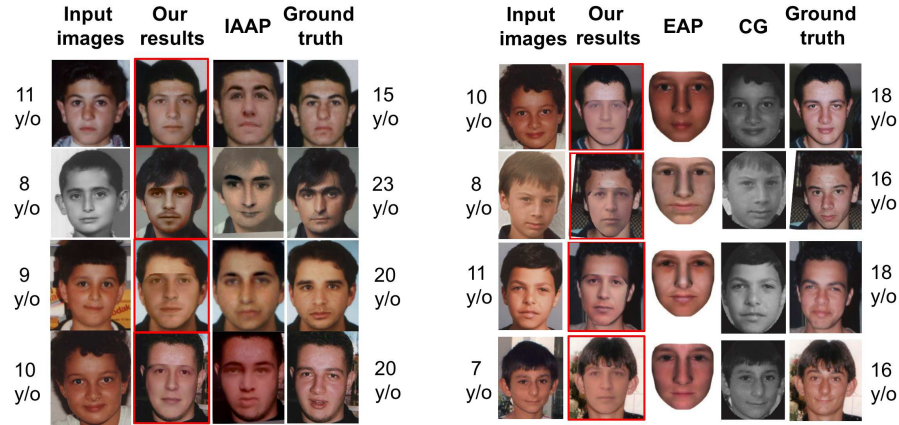 Input images
Our results
IAAP
Ground truth
11 y/o
15 y/o
8 y/o
23 y/o
9 y/o
20 y/o
10 y/o
20 y/o
Input images
Our results
EAP
CG
Ground truth
10 y/o
18 y/o
8 y/o
16 y/o
11 y/o
18 y/o
7 y/o
16 y/o